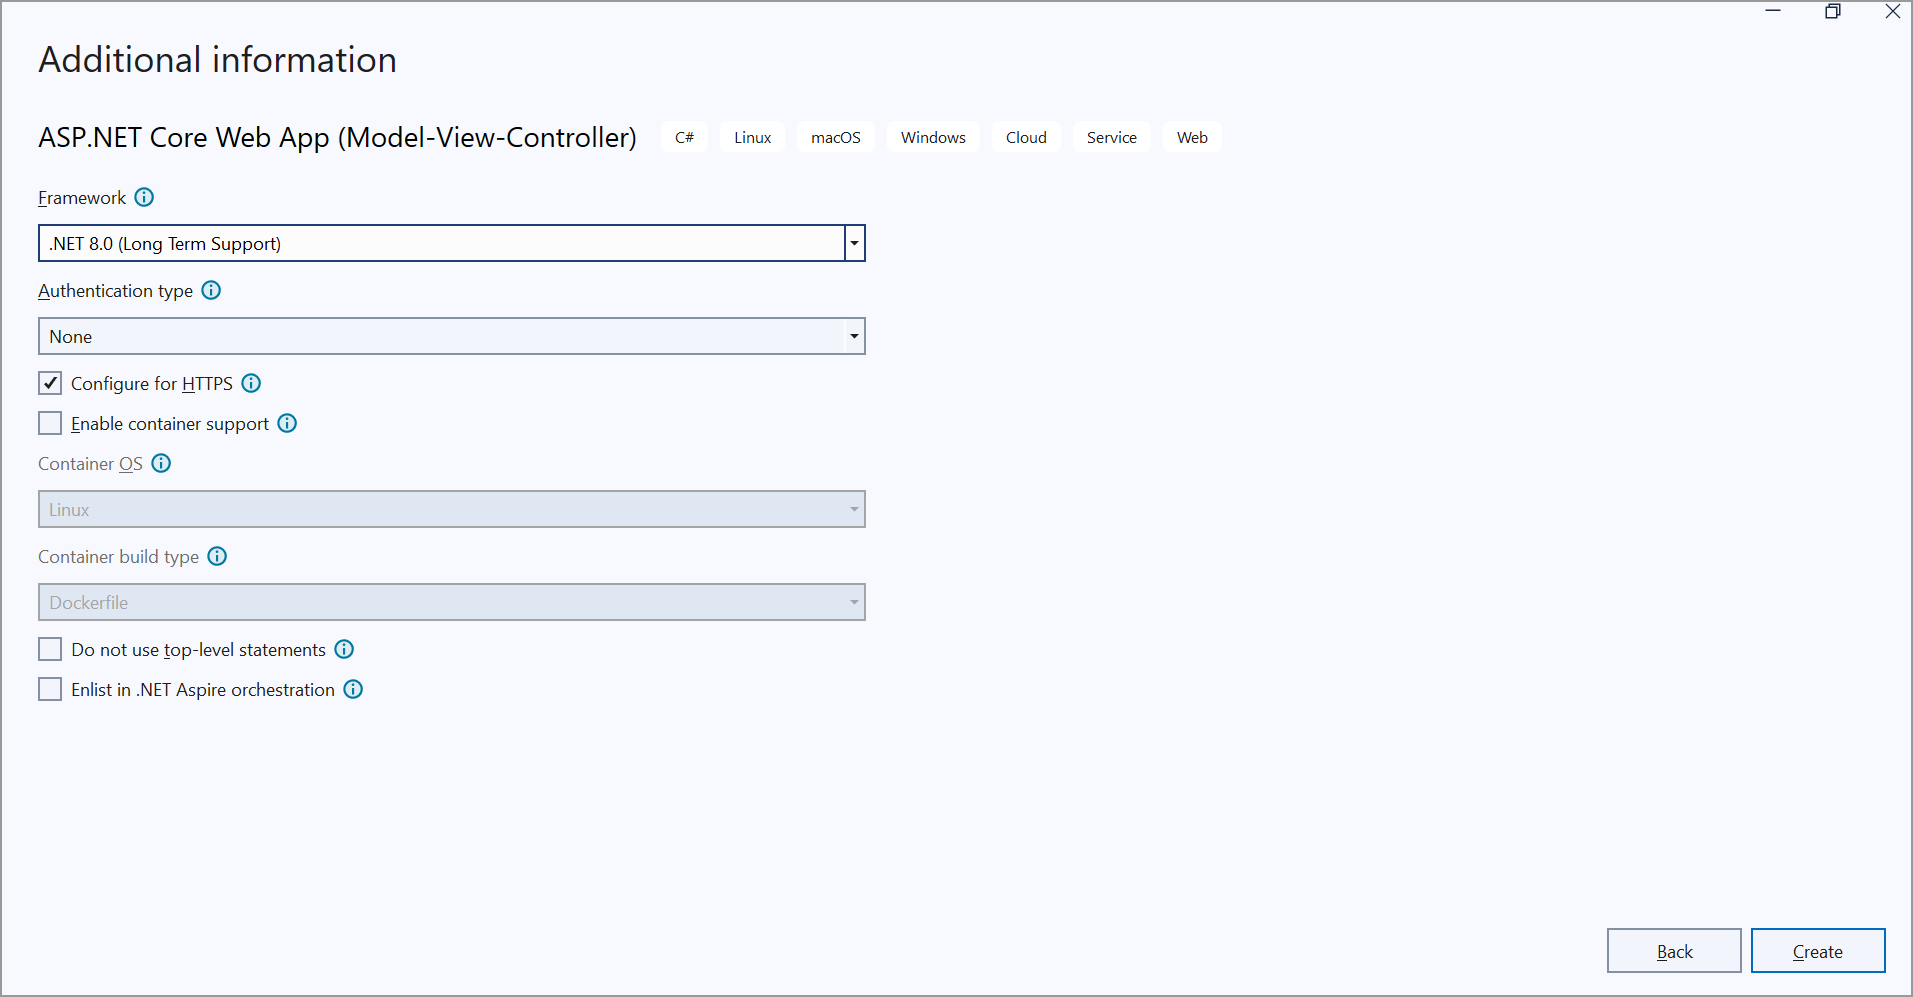 Additional information
ASP.NET Core Web App (Model-View-Controller) C# Linux macOS Windows Cloud Service Web
Framework
.NET 8.0 (Long Term Support)
Authentication type
None
Configure for HTTPS
Enable container support
Container OS
Linux
Container build type
Dockerfile
Do not use top-level statements
Enlist in .NET Aspire orchestration
Back Create